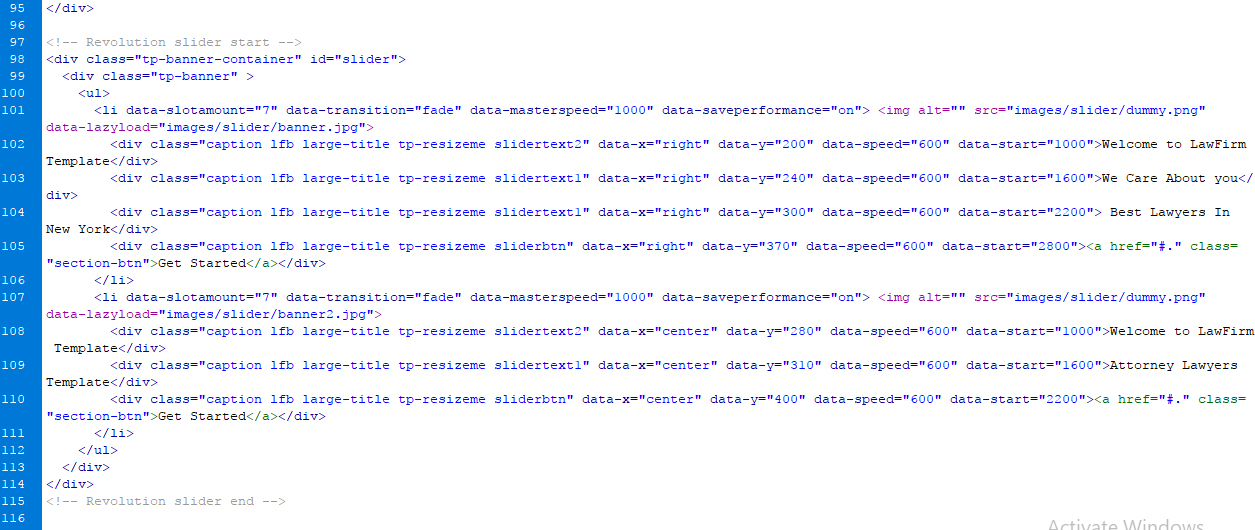 95 </div>
96
97 <!-- Revolution slider start -->
98 <div class="tp-banner-container" id="slider">
99 <div class="tp-banner" >
100 <ul>
101 <li data-slotamount="7" data-transition="fade" data-masterspeed="1000" data-saveperformance="on"> <img alt="" src="images/slider/dummy.png"
data-lazyload="images/slider/banner.jpg">
102 <div class="caption lfb large-title tp-resizeme slidertext2" data-x="right" data-y="200" data-speed="600" data-start="1000">Welcome to LawFirm
Template</div>
103 <div class="caption lfb large-title tp-resizeme slidertext1" data-x="right" data-y="240" data-speed="600" data-start="1600">We Care About you</
div>
104 <div class="caption lfb large-title tp-resizeme slidertext1" data-x="right" data-y="300" data-speed="600" data-start="2200"> Best Lawyers In
New York</div>
105 <div class="caption lfb large-title tp-resizeme sliderbtn" data-x="right" data-y="370" data-speed="600" data-start="2800"><a href="#." class=
"section-btn">Get Started</a></div>
106 </li>
107 <li data-slotamount="7" data-transition="fade" data-masterspeed="1000" data-saveperformance="on"> <img alt="" src="images/slider/dummy.png"
data-lazyload="images/slider/banner2.jpg">
108 <div class="caption lfb large-title tp-resizeme slidertext2" data-x="center" data-y="280" data-speed="600" data-start="1000">Welcome to LawFirm
Template</div>
109 <div class="caption lfb large-title tp-resizeme slidertext1" data-x="center" data-y="310" data-speed="600" data-start="1600">Attorney Lawyers
Template</div>
110 <div class="caption lfb large-title tp-resizeme sliderbtn" data-x="center" data-y="400" data-speed="600" data-start="2200"><a href="#." class=
"section-btn">Get Started</a></div>
111 </li>
112 </ul>
113 </div>
114 </div>
115 <!-- Revolution slider end -->
116
Activate Windows